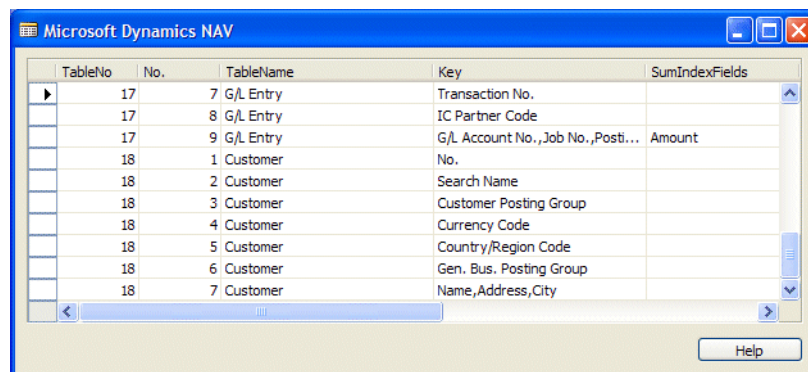 Microsoft Dynamics NAV
TableNo No. TableName Key SumIndexFields
17 7 G/L Entry Transaction No.
17 8 G/L Entry IC Partner Code
17 9 G/L Entry G/L Account No.,Job No.,Posti... Amount
18 1 Customer No.
18 2 Customer Search Name
18 3 Customer Customer Posting Group
18 4 Customer Currency Code
18 5 Customer Country/Region Code
18 6 Customer Gen. Bus. Posting Group
18 7 Customer Name,Address,City
Help